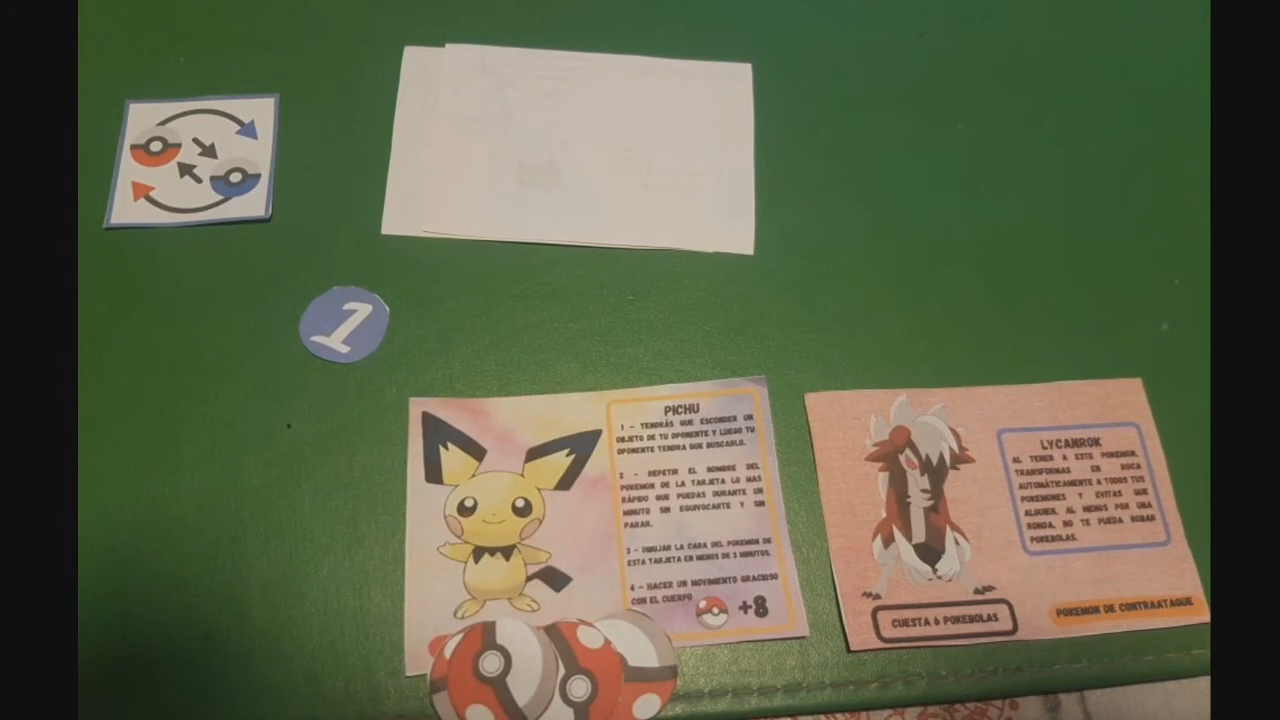 1
PICHU
1 - TENDRÁS QUE ESCONDER UN
OBJETO DE TU OPONENTE Y LUEGO TU
OPONENTE TENDRA QUE BUSCARLO.
2 - REPETIR EL NOMBRE DEL
POKEMON DE LA TARJETA LO MAS
RÁPIDO QUE PUEDAS DURANTE UN
MINUTO SIN EQUIVOCARTE Y SIN
PARAR.
3 - DIBUJAR LA CARA DEL POKEMON DE
ESTA TARJETA EN MENOS DE 3 MINUTOS.
4 - HACER UN MOVIMIENTO GRACIOSO
CON EL CUERPO
+8
LYCANROK
AL TENER A ESTE POKEMON,
TRANSFORMAS EN ROCA
AUTOMÁTICAMENTE A TODOS TUS
POKEMONES Y EVITAS QUE
ALGUIEN, AL MENOS POR UNA
RONDA, NO TE PUEDA ROBAR
POKEBOLAS.
CUESTA 6 POKEBOLAS
POKEMON DE CONTRAATAQUE